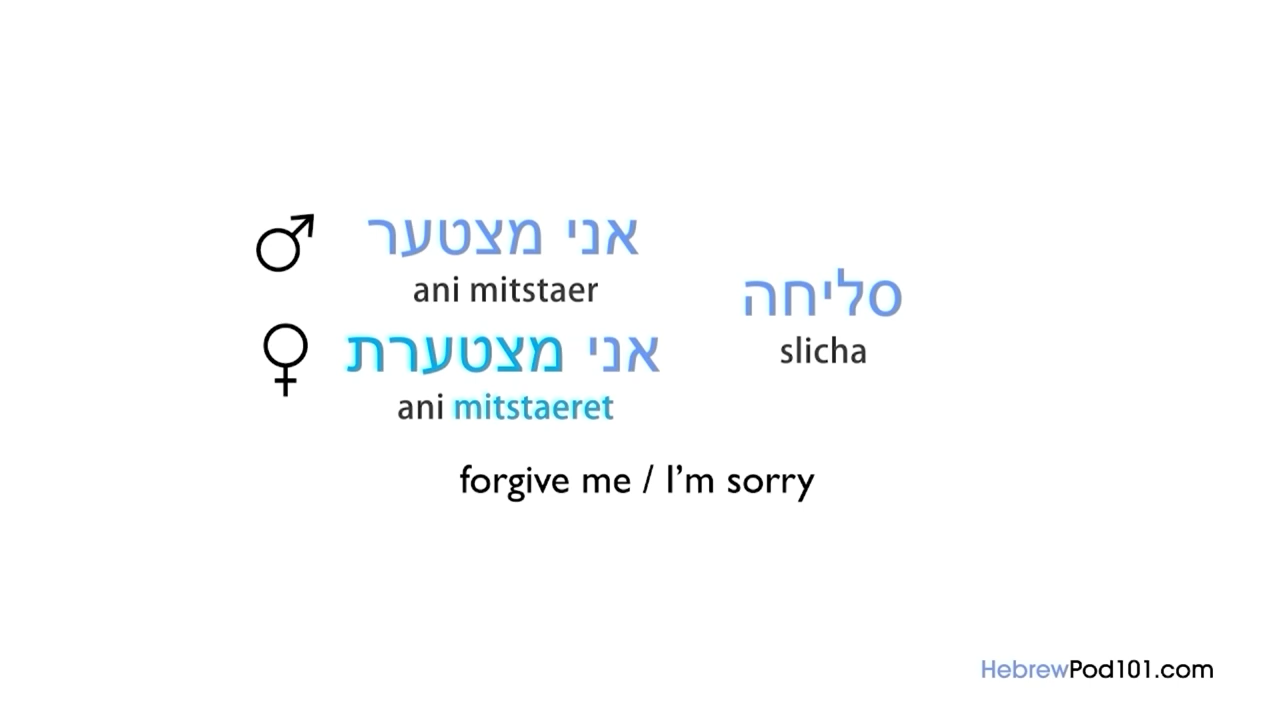 אני מצטער
ani mitstaer
אני מצטערת
ani mitstaeret
סליחה
slicha
forgive me / I’m sorry
HebrewPod101.com